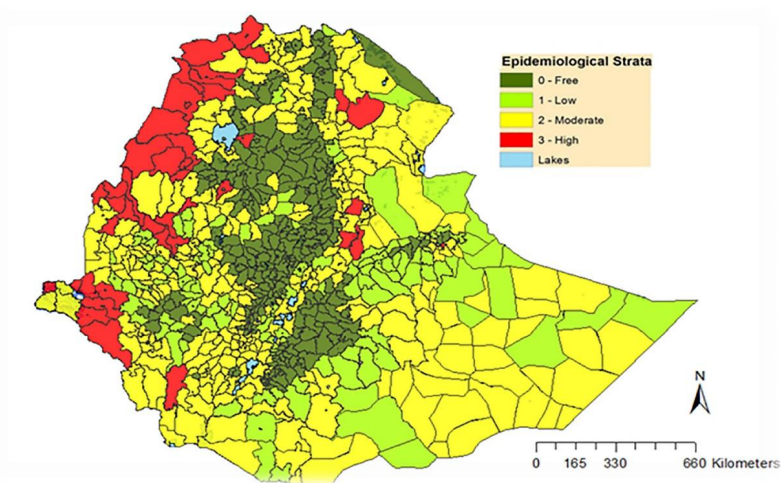 Epidemiological Strata
0 - Free
1 - Low
2 - Moderate
3 - High
Lakes
N
0 165 330 660 Kilometers